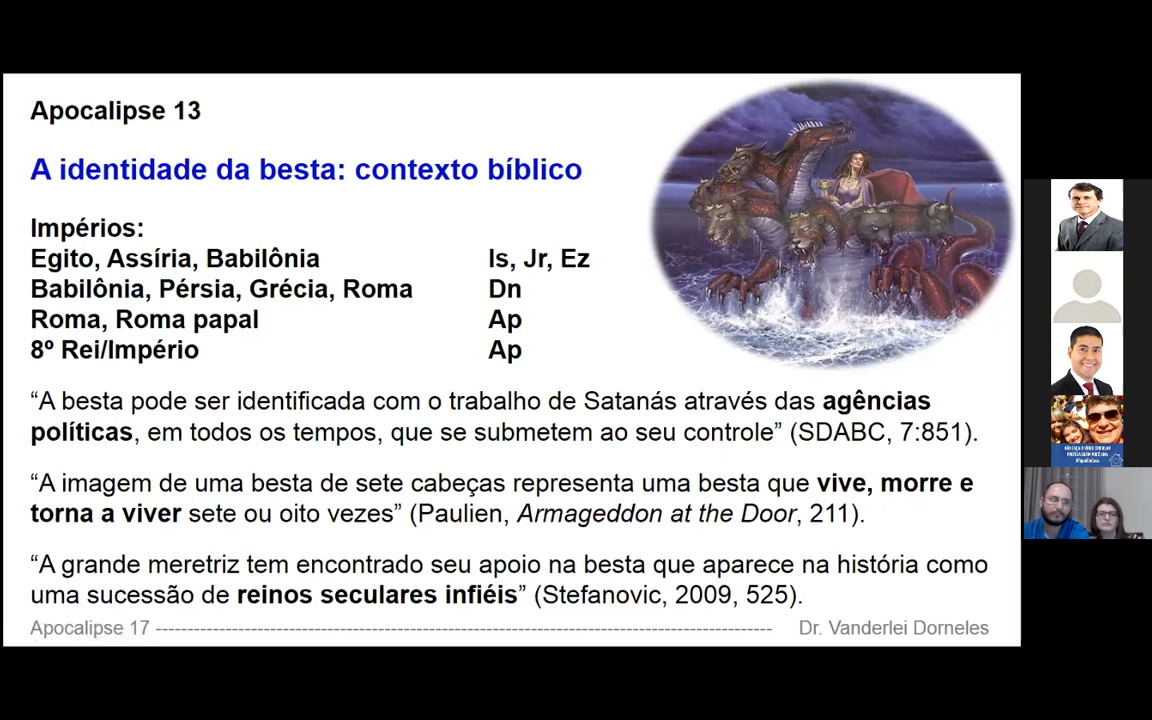 Apocalipse 13
A identidade da besta: contexto bíblico
Impérios:
Egito, Assíria, Babilônia Is, Jr, Ez
Babilônia, Pérsia, Grécia, Roma Dn
Roma, Roma papal Ap
8º Rei/Império Ap
“A besta pode ser identificada com o trabalho de Satanás através das agências
políticas, em todos os tempos, que se submetem ao seu controle” (SDABC, 7:851).
“A imagem de uma besta de sete cabeças representa uma besta que vive, morre e
torna a viver sete ou oito vezes” (Paulien, Armageddon at the Door, 211).
“A grande meretriz tem encontrado seu apoio na besta que aparece na história como
uma sucessão de reinos seculares infiéis” (Stefanovic, 2009, 525).
Apocalipse 17 ---------------------------------------------------------------------------------------- Dr. Vanderlei Dorneles